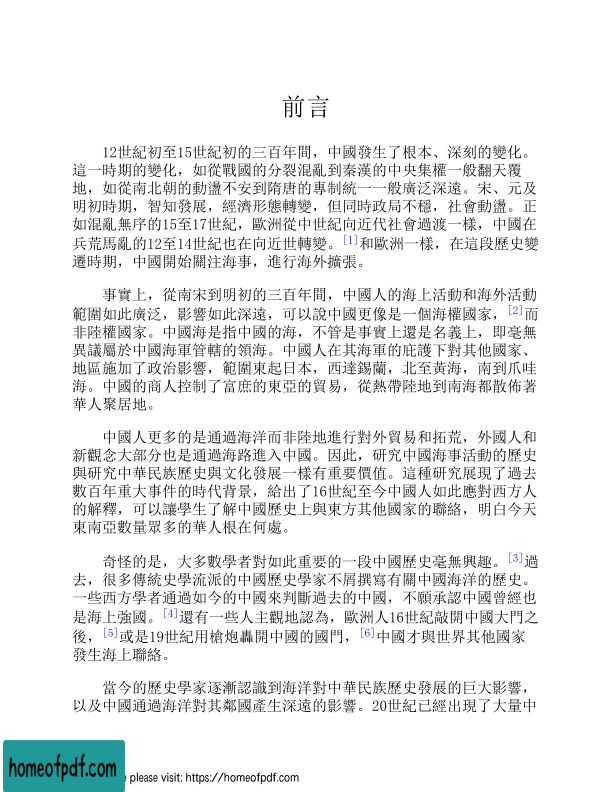 前言
12世紀初至15世紀初的三百年間，中國發生了根本、深刻的變化。
這一時期的變化，如從戰國的分裂混亂到秦漢的中央集權一般翻天覆
地，如從南北朝的動盪不安到隋唐的專制統一一般廣泛深遠。宋、元及
明初時期，智知發展，經濟形態轉變，但同時政局不穩，社會動盪。正
如混亂無序的15至17世紀，歐洲從中世紀向近代社會過渡一樣，中國在
兵荒馬亂的12至14世紀也在向近世轉變。[1]和歐洲一樣，在這段歷史變
遷時期，中國開始關注海事，進行海外擴張。
事實上，從南宋到明初的三百年間，中國人的海上活動和海外活動
範圍如此廣泛，影響如此深遠，可以說中國更像是一個海權國家，[2]而
非陸權國家。中國海是指中國的海，不管是事實上還是名義上，即毫無
異議屬於中國海軍管轄的領海。中國人在其海軍的庇護下對其他國家、
地區施加了政治影響，範圍東起日本，西達錫蘭，北至黃海，南到爪哇
海。中國的商人控制了富庶的東亞的貿易，從熱帶陸地到南海都散佈著
華人聚居地。
中國人更多的是通過海洋而非陸地進行對外貿易和拓荒，外國人和
新觀念大部分也是通過海路進入中國。因此，研究中國海事活動的歷史
與研究中華民族歷史與文化發展一樣有重要價值。這種研究展現了過去
數百年重大事件的時代背景，給出了16世紀至今中國人如此應對西方人
的解釋，可以讓學生了解中國歷史上與東方其他國家的聯絡，明白今天
東南亞數量眾多的華人根在何處。
奇怪的是，大多數學者對如此重要的一段中國歷史毫無興趣。[3]過
去，很多傳統史學流派的中國歷史學家不屑撰寫有關中國海洋的歷史。
一些西方學者通過如今的中國來判斷過去的中國，不願承認中國曾經也
是海上強國。[4]還有一些人主觀地認為，歐洲人16世紀敲開中國大門之
後，[5]或是19世紀用槍炮轟開中國的國門，[6]中國才與世界其他國家
發生海上聯絡。
當今的歷史學家逐漸認識到海洋對中華民族歷史發展的巨大影響，
以及中國通過海洋對其鄰國產生深遠的影響。20世紀已經出現了大量中
homeofpdf.com
e please visit: https://homeofpdf.com